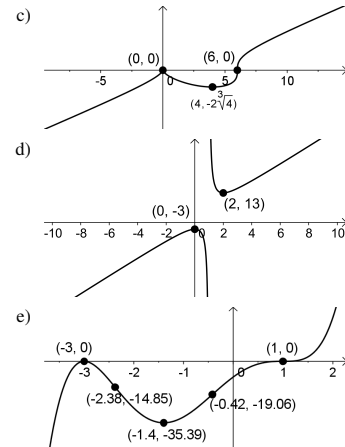 c)
(0, 0)
(6, 0)
-5
0
5
10
(4, -2∛4)
d)
(0, -3)
(2, 13)
-10 -8 -6 -4 -2 0 2 4 6 8 10
e)
(-3, 0)
(1, 0)
-3 -2 -1 0 1 2
(-2.38, -14.85)
(-0.42, -19.06)
(-1.4, -35.39)